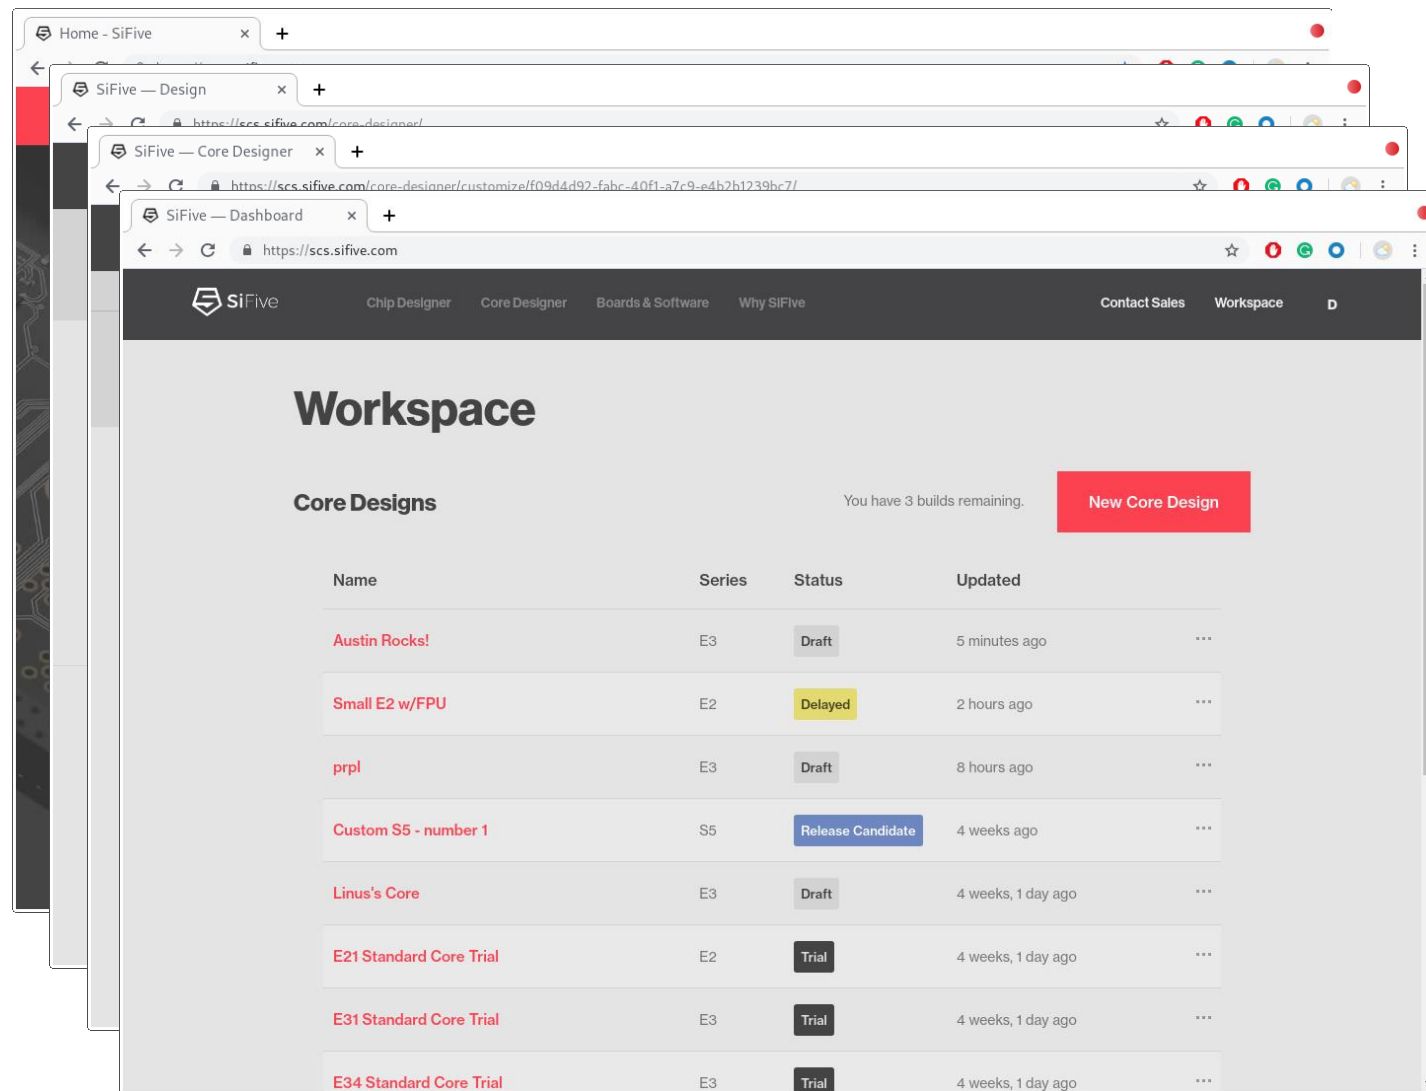 Home - SiFive
SiFive — Design
https://scs.sifive.com/core-designer/
SiFive — Core Designer
https://scs.sifive.com/core-designer/customize/f09d4d92-fabc-40f1-a7c9-e4b2b1239bc7/
SiFive — Dashboard
https://scs.sifive.com
SiFive Chip Designer Core Designer Boards & Software Why SiFive Contact Sales Workspace D
Workspace
Core Designs You have 3 builds remaining. New Core Design
Name Series Status Updated
Austin Rocks! E3 Draft 5 minutes ago ...
Small E2 w/FPU E2 Delayed 2 hours ago ...
prpl E3 Draft 8 hours ago ...
Custom S5 - number 1 S5 Release Candidate 4 weeks ago ...
Linus's Core E3 Draft 4 weeks, 1 day ago ...
E21 Standard Core Trial E2 Trial 4 weeks, 1 day ago ...
E31 Standard Core Trial E3 Trial 4 weeks, 1 day ago ...
E34 Standard Core Trial E3 Trial 4 weeks, 1 day ago ...